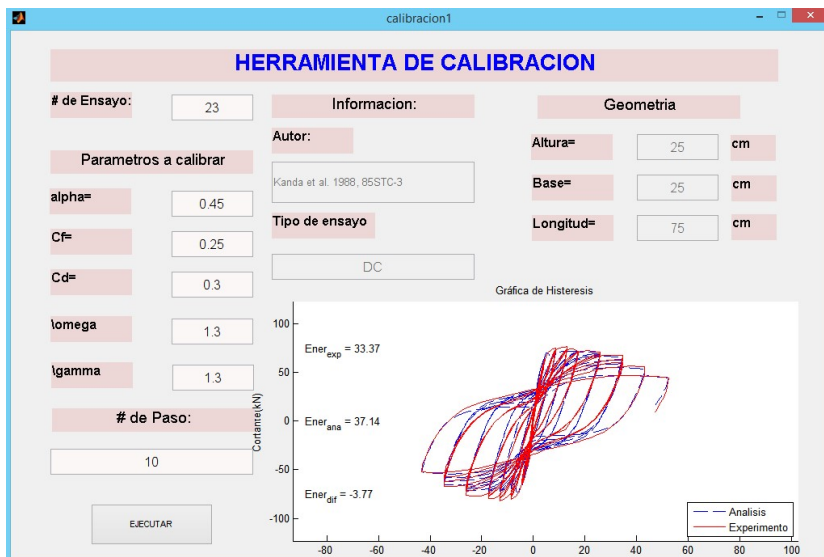 calibracion1
HERRAMIENTA DE CALIBRACION
# de Ensayo:
23
Parametros a calibrar
alpha=
0.45
Cf=
0.25
Cd=
0.3
\omega
1.3
\gamma
1.3
# de Paso:
10
EJECUTAR
Informacion:
Autor:
Kanda et al. 1988, 85STC-3
Tipo de ensayo
DC
Geometria
Altura=
25
cm
Base=
25
cm
Longitud=
75
cm
Gráfica de Histeresis
Cortante(kN)
100
50
0
-50
-100
Ener_exp = 33.37
Ener_ana = 37.14
Ener_dif = -3.77
Analisis
Experimento
-80 -60 -40 -20 0 20 40 60 80 100